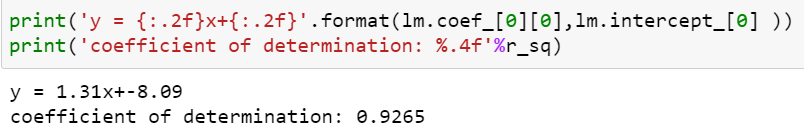 print('y = {:.2f}x+{:.2f}'.format(lm.coef_[0][0],lm.intercept_[0] ))
print('coefficient of determination: %.4f'%r_sq)
y = 1.31x+-8.09
coefficient of determination: 0.9265